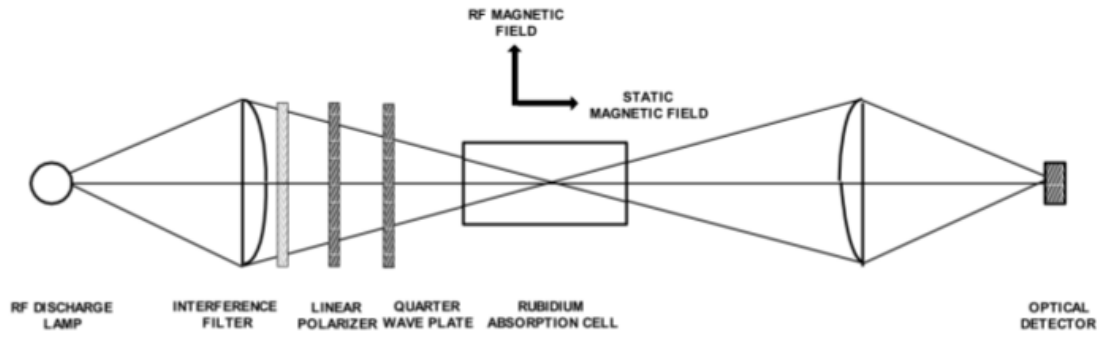 RF MAGNETIC
FIELD
STATIC
MAGNETIC FIELD
RF DISCHARGE
LAMP
INTERFERENCE
FILTER
LINEAR
POLARIZER
QUARTER
WAVE PLATE
RUBIDIUM
ABSORPTION CELL
OPTICAL
DETECTOR